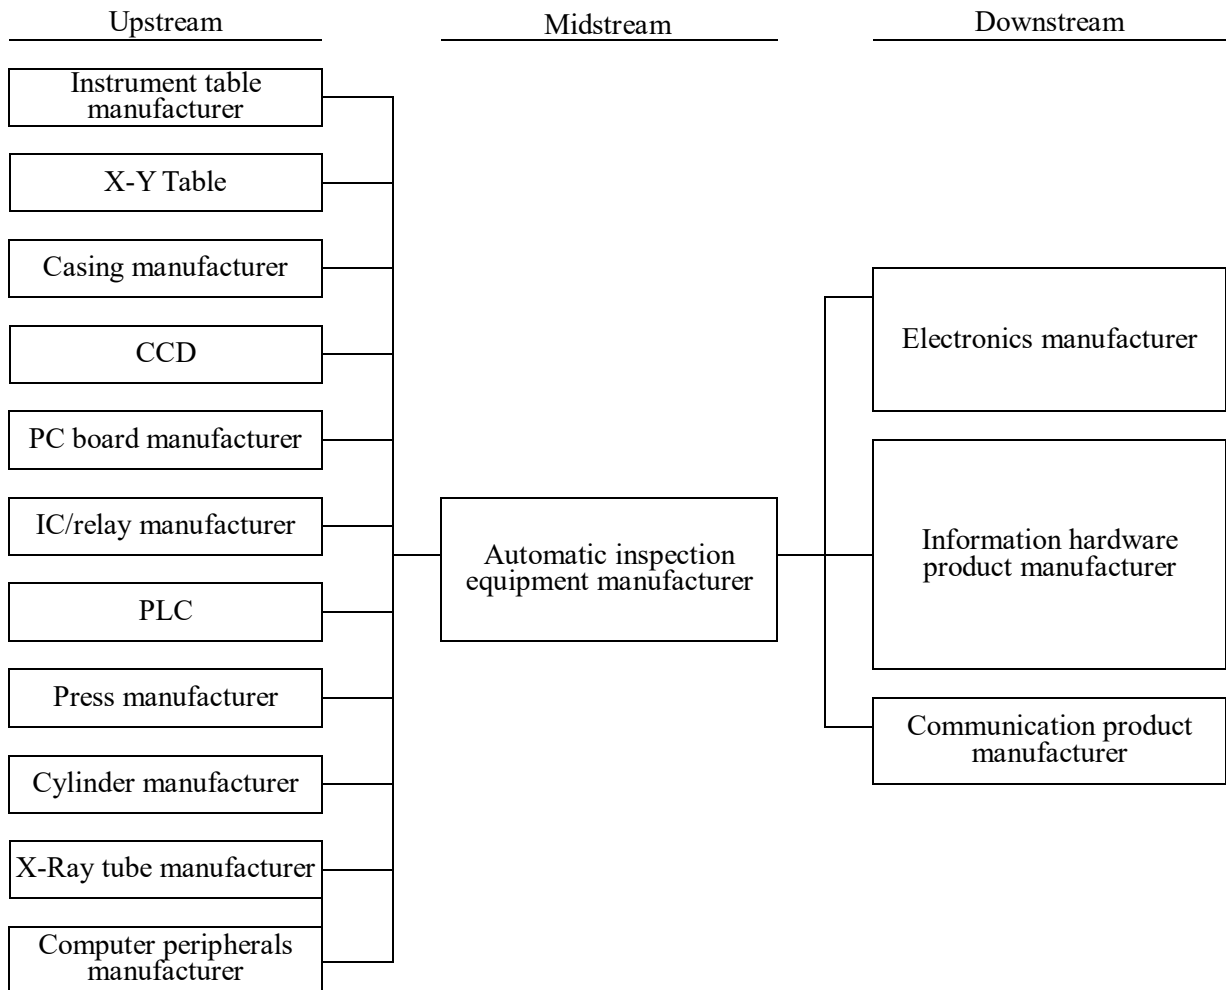 Upstream
Midstream
Downstream
Instrument table
manufacturer
X-Y Table
Casing manufacturer
CCD
PC board manufacturer
IC/relay manufacturer
PLC
Press manufacturer
Cylinder manufacturer
X-Ray tube manufacturer
Computer peripherals
manufacturer
Automatic inspection
equipment manufacturer
Electronics manufacturer
Information hardware
product manufacturer
Communication product
manufacturer